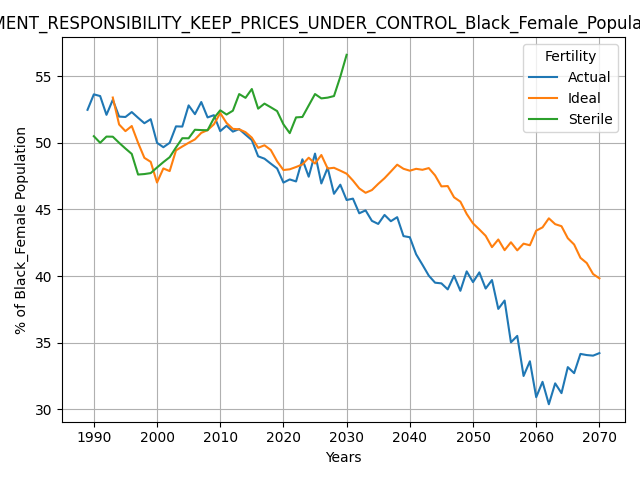 MENT_RESPONSIBILITY_KEEP_PRICES_UNDER_CONTROL_Black_Female_Popula
Fertility
Actual
Ideal
Sterile
% of Black_Female Population
55
50
45
40
35
30
1990 2000 2010 2020 2030 2040 2050 2060 2070
Years